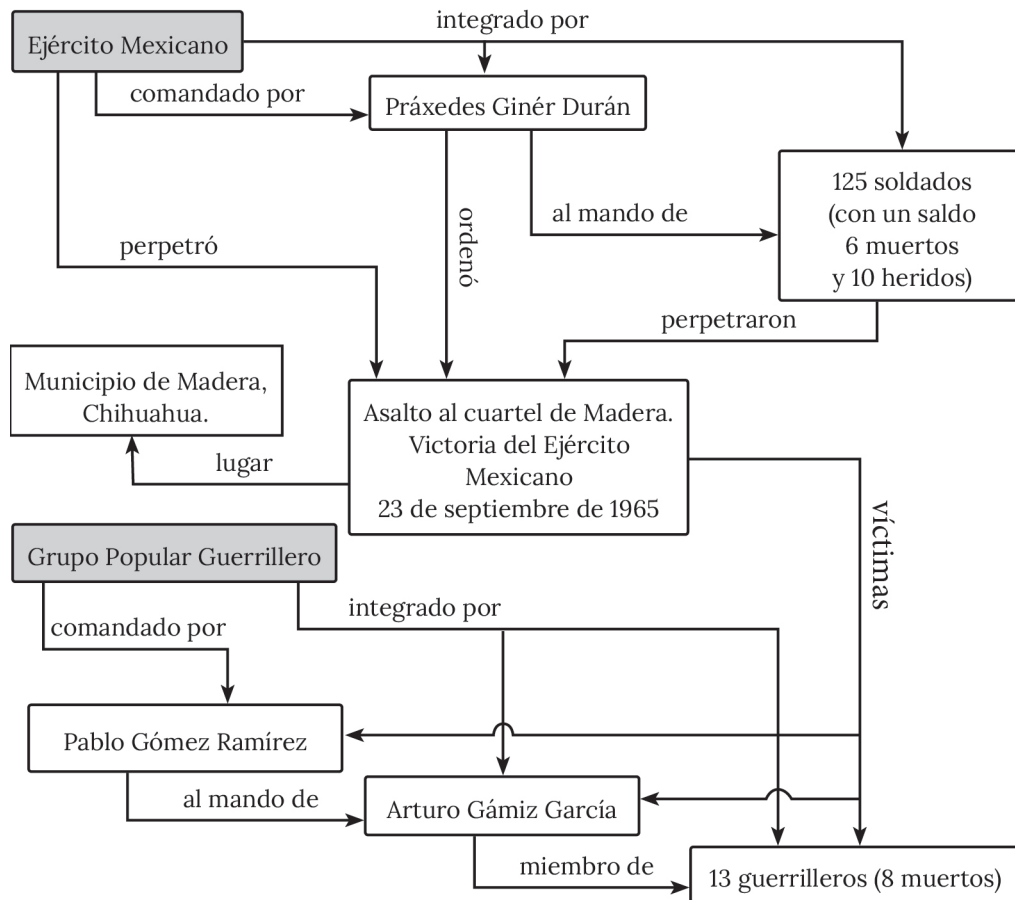 integrado por
Ejército Mexicano
comandado por
Práxedes Ginér Durán
125 soldados
(con un saldo
6 muertos
y 10 heridos)
al mando de
ordenó
perpetró
perpetraron
Municipio de Madera,
Chihuahua.
Asalto al cuartel de Madera.
Victoria del Ejército
Mexicano
23 de septiembre de 1965
lugar
víctimas
Grupo Popular Guerrillero
integrado por
comandado por
Pablo Gómez Ramírez
al mando de
Arturo Gámiz García
miembro de
13 guerrilleros (8 muertos)